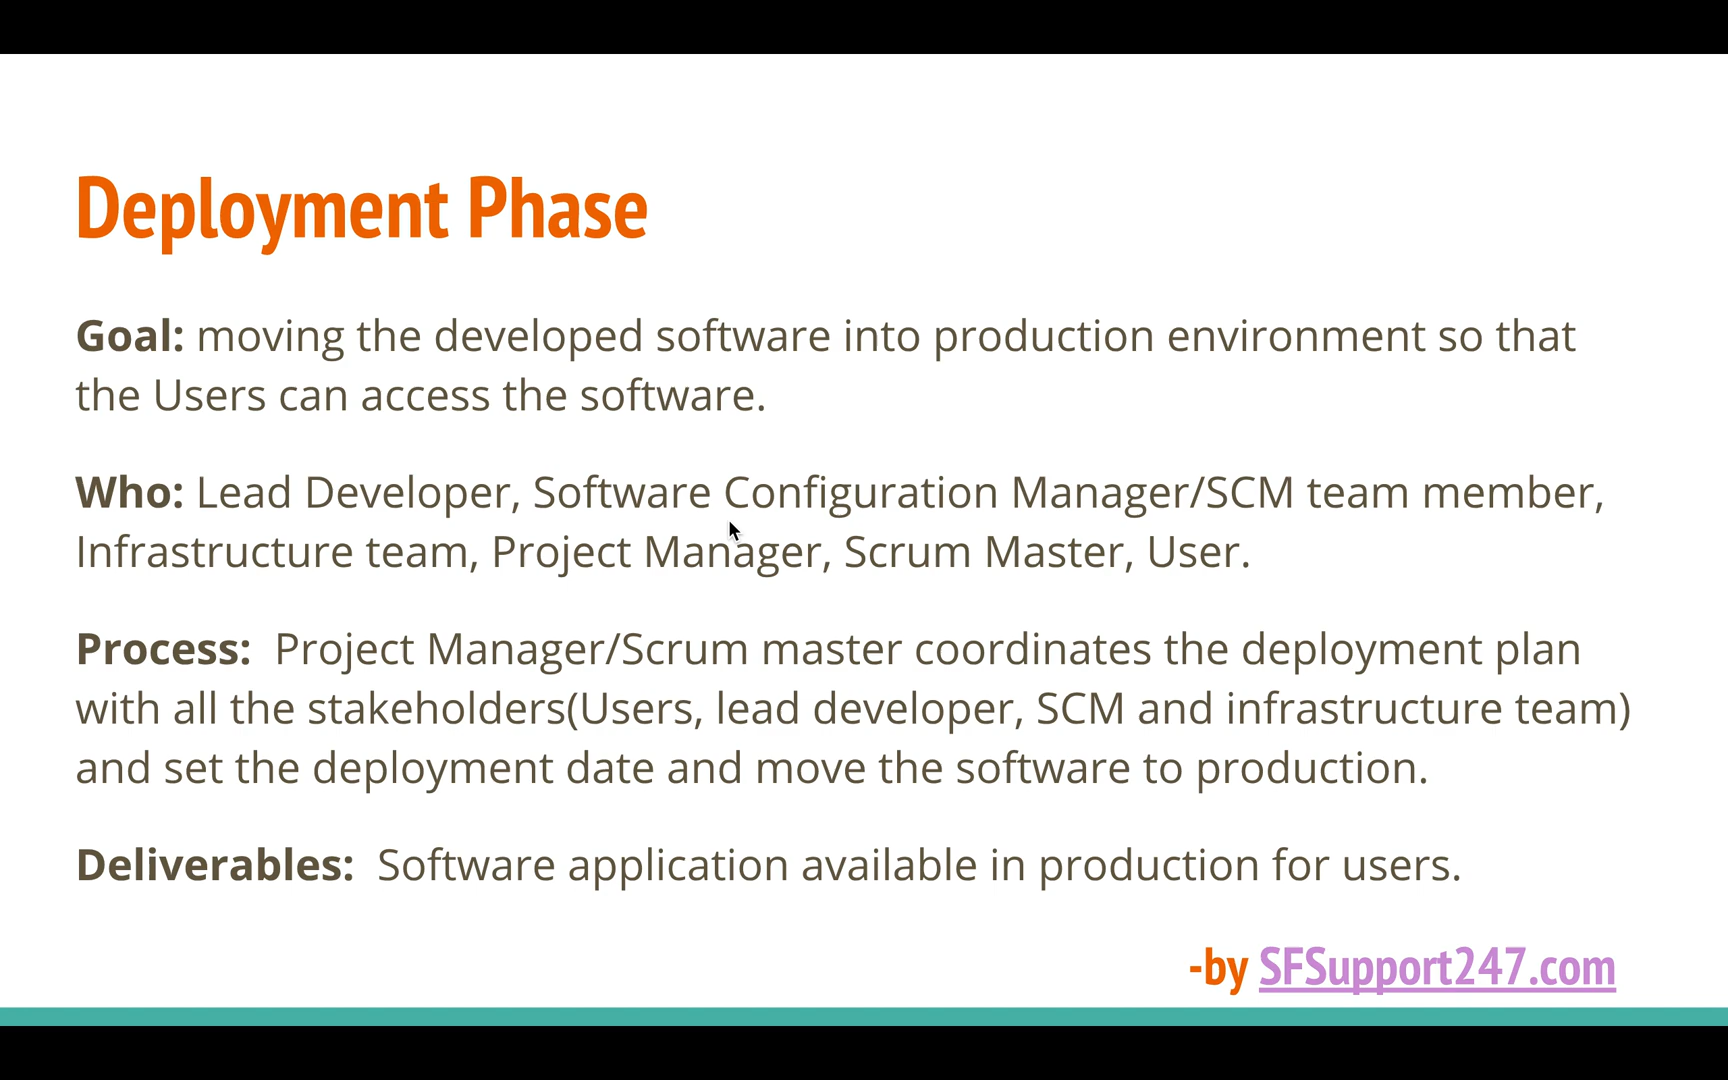 Deployment Phase
Goal: moving the developed software into production environment so that
the Users can access the software.
Who: Lead Developer, Software Configuration Manager/SCM team member,
Infrastructure team, Project Manager, Scrum Master, User.
Process:  Project Manager/Scrum master coordinates the deployment plan
with all the stakeholders(Users, lead developer, SCM and infrastructure team)
and set the deployment date and move the software to production.
Deliverables:  Software application available in production for users.
-by SFSupport247.com